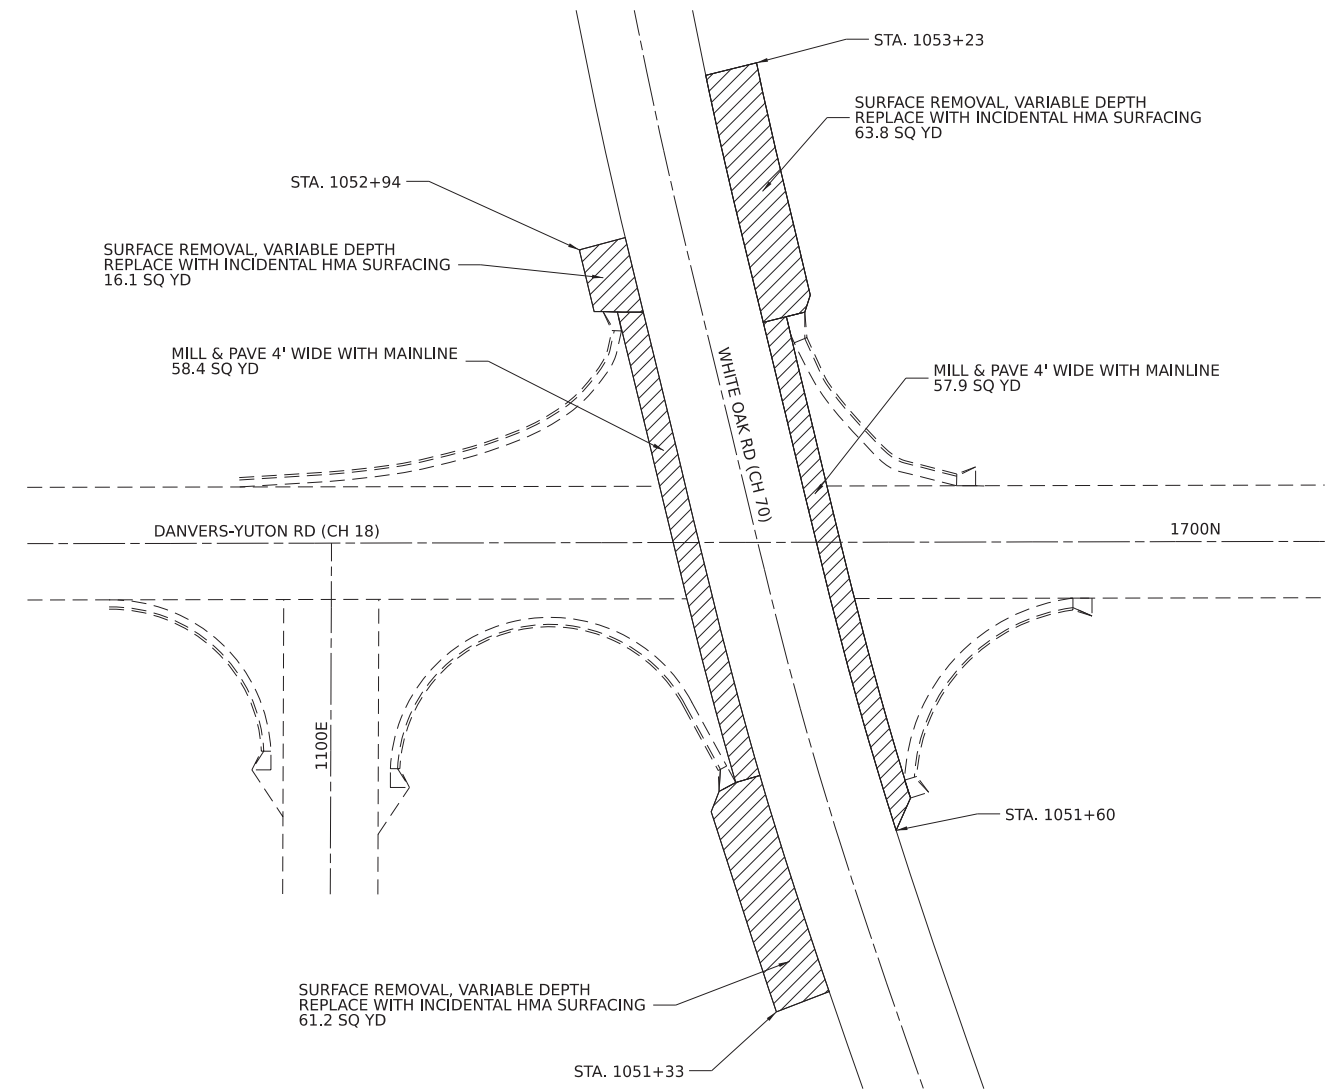 STA. 1053+23
SURFACE REMOVAL, VARIABLE DEPTH
REPLACE WITH INCIDENTAL HMA SURFACING
63.8 SQ YD
STA. 1052+94
SURFACE REMOVAL, VARIABLE DEPTH
REPLACE WITH INCIDENTAL HMA SURFACING
16.1 SQ YD
MILL & PAVE 4' WIDE WITH MAINLINE
58.4 SQ YD
WHITE OAK RD (CH 70)
MILL & PAVE 4' WIDE WITH MAINLINE
57.9 SQ YD
DANVERS-YUTON RD (CH 18)
1700N
1100E
STA. 1051+60
SURFACE REMOVAL, VARIABLE DEPTH
REPLACE WITH INCIDENTAL HMA SURFACING
61.2 SQ YD
STA. 1051+33